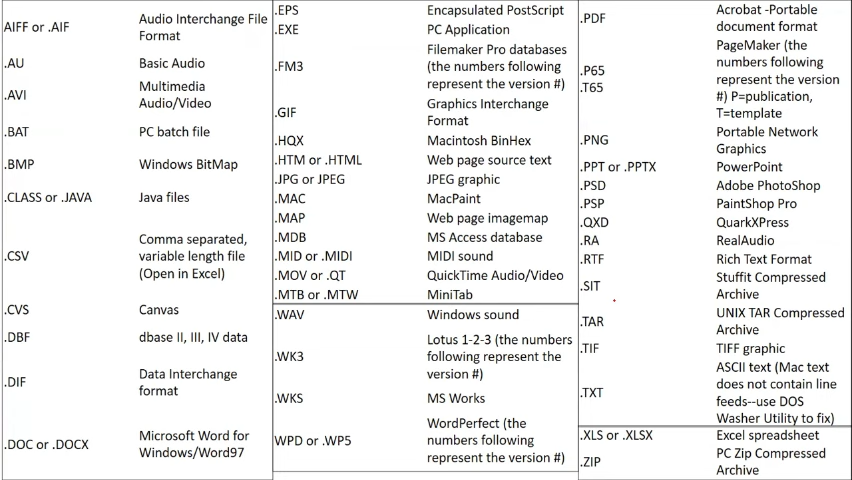 AIFF or .AIF Audio Interchange File
Format
.AU Basic Audio
.AVI Multimedia
Audio/Video
.BAT PC batch file
.BMP Windows BitMap
.CLASS or .JAVA Java files
.CSV Comma separated,
variable length file
(Open in Excel)
.CVS Canvas
.DBF dbase II, III, IV data
.DIF Data Interchange
format
.DOC or .DOCX Microsoft Word for
Windows/Word97
.EPS Encapsulated PostScript
.EXE PC Application
.FM3 Filemaker Pro databases
(the numbers following
represent the version #)
.GIF Graphics Interchange
Format
.HQX Macintosh BinHex
.HTM or .HTML Web page source text
.JPG or JPEG JPEG graphic
.MAC MacPaint
.MAP Web page imagemap
.MDB MS Access database
.MID or .MIDI MIDI sound
.MOV or .QT QuickTime Audio/Video
.MTB or .MTW MiniTab
.WAV Windows sound
.WK3 Lotus 1-2-3 (the numbers
following represent the
version #)
.WKS MS Works
WPD or .WP5 WordPerfect (the
numbers following
represent the version #)
.PDF Acrobat -Portable
document format
.P65
.T65
PageMaker (the
numbers following
represent the version
#) P=publication,
T=template
.PNG Portable Network
Graphics
.PPT or .PPTX PowerPoint
.PSD Adobe PhotoShop
.PSP PaintShop Pro
.QXD QuarkXPress
.RA RealAudio
.RTF Rich Text Format
.SIT Stuffit Compressed
Archive
.TAR UNIX TAR Compressed
Archive
.TIF TIFF graphic
.TXT ASCII text (Mac text
does not contain line
feeds--use DOS
Washer Utility to fix)
.XLS or .XLSX Excel spreadsheet
.ZIP PC Zip Compressed
Archive